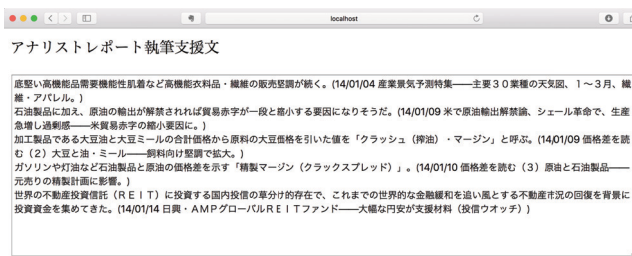 localhost
アナリストレポート執筆支援文
底堅い高機能品需要機能性肌着など高機能衣料品・繊維の販売堅調が続く。(14/01/04 産業景気予測特集——主要３０業種の天気図、１〜３月、繊
維・アパレル。)
石油製品に加え、原油の輸出が解禁されれば貿易赤字が一段と縮小する要因になりそうだ。(14/01/09 米で原油輸出解禁論、シェール革命で、生産
急増し過剰感——米貿易赤字の縮小要因に。)
加工製品である大豆油と大豆ミールの合計価格から原料の大豆価格を引いた値を「クラッシュ（搾油）・マージン」と呼ぶ。(14/01/09 価格差を読
む（２）大豆と油・ミール——飼料向け堅調で拡大。)
ガソリンや灯油など石油製品と原油の価格差を示す「精製マージン（クラックスプレッド）」。(14/01/10 価格差を読む（３）原油と石油製品——
元売りの精製計画に影響。)
世界の不動産投資信託（ＲＥＩＴ）に投資する国内投信の草分け的存在で、これまでの世界的な金融緩和を追い風とする不動産市況の回復を背景に
投資資金を集めてきた。(14/01/14 日興・ＡＭＰグローバルＲＥＩＴファンド——大幅な円安が支援材料（投信ウオッチ）)